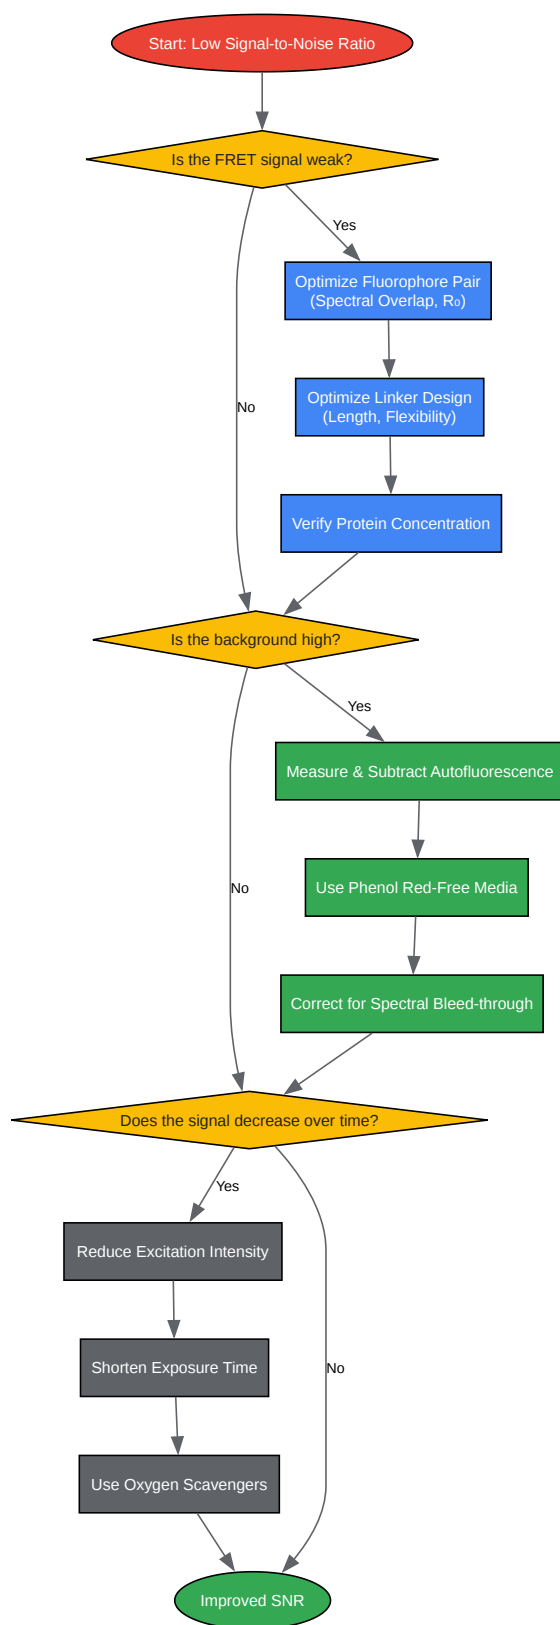 Start: Low Signal-to-Noise Ratio
Is the FRET signal weak?
Yes
Optimize Fluorophore Pair
(Spectral Overlap, R₀)
Optimize Linker Design
(Length, Flexibility)
No
Verify Protein Concentration
Is the background high?
Yes
Measure & Subtract Autofluorescence
Use Phenol Red-Free Media
No
Correct for Spectral Bleed-through
Does the signal decrease over time?
Yes
Reduce Excitation Intensity
Shorten Exposure Time
No
Use Oxygen Scavengers
Improved SNR